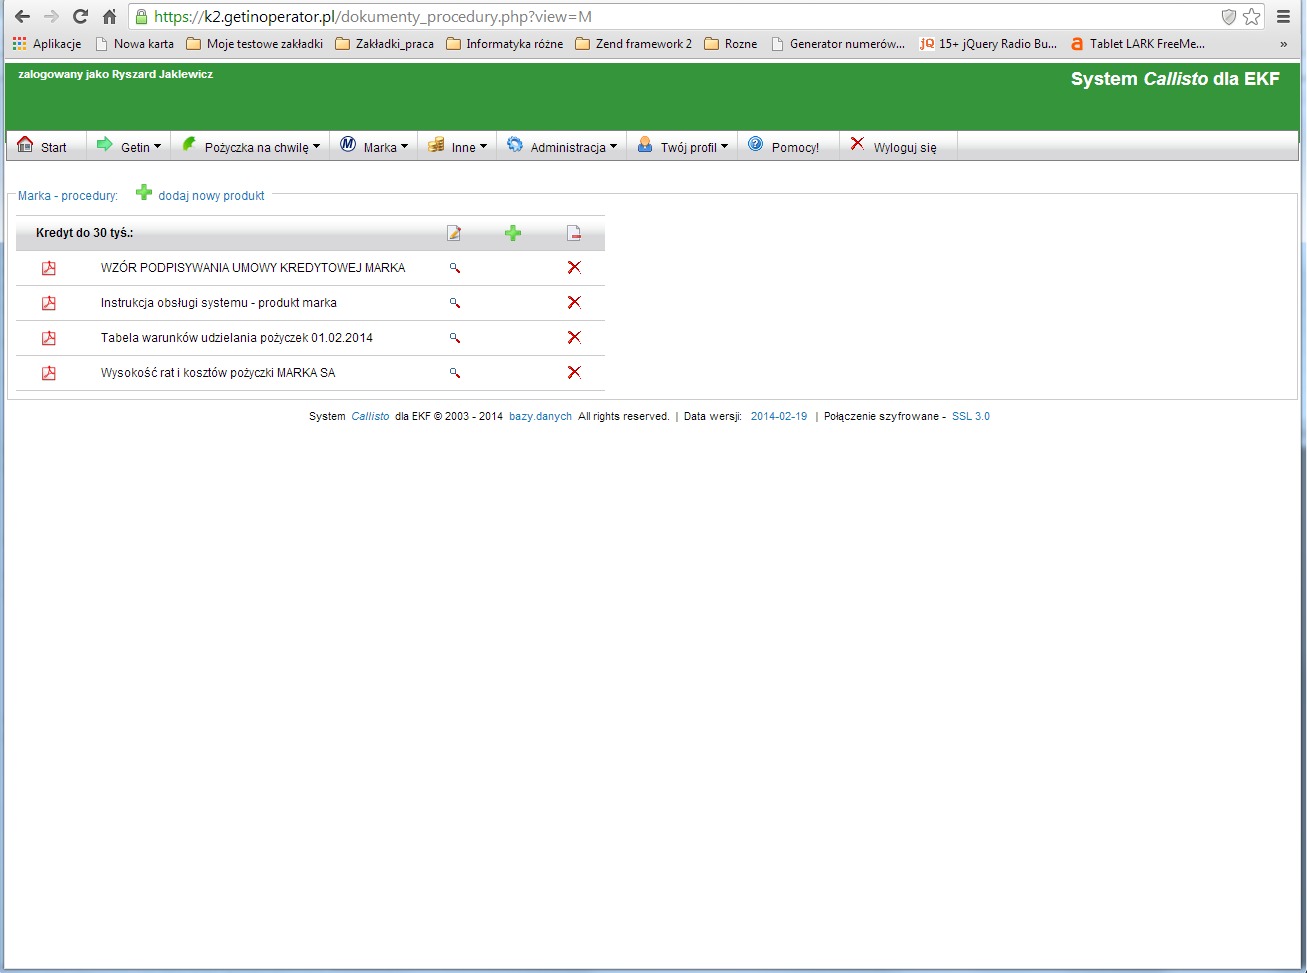 https://k2.getinoperator.pl/dokumenty_procedury.php?view=M
Aplikacje Nowa karta Moje testowe zakładki Zakładki_praca Informatyka różne Zend framework 2 Rozne Generator numerów... jQ 15+ jQuery Radio Bu... a Tablet LARK FreeMe... »
zalogowany jako Ryszard Jaklewicz
System Callisto dla EKF
Start Getin Pożyczka na chwilę M Marka Inne Administracja Twój profil ? Pomocy! Wyloguj się
Marka - procedury: dodaj nowy produkt
Kredyt do 30 tyś.:
WZÓR PODPISYWANIA UMOWY KREDYTOWEJ MARKA
Instrukcja obsługi systemu - produkt marka
Tabela warunków udzielania pożyczek 01.02.2014
Wysokość rat i kosztów pożyczki MARKA SA
System Callisto dla EKF © 2003 - 2014 bazy.danych All rights reserved. | Data wersji: 2014-02-19 | Połączenie szyfrowane - SSL 3.0